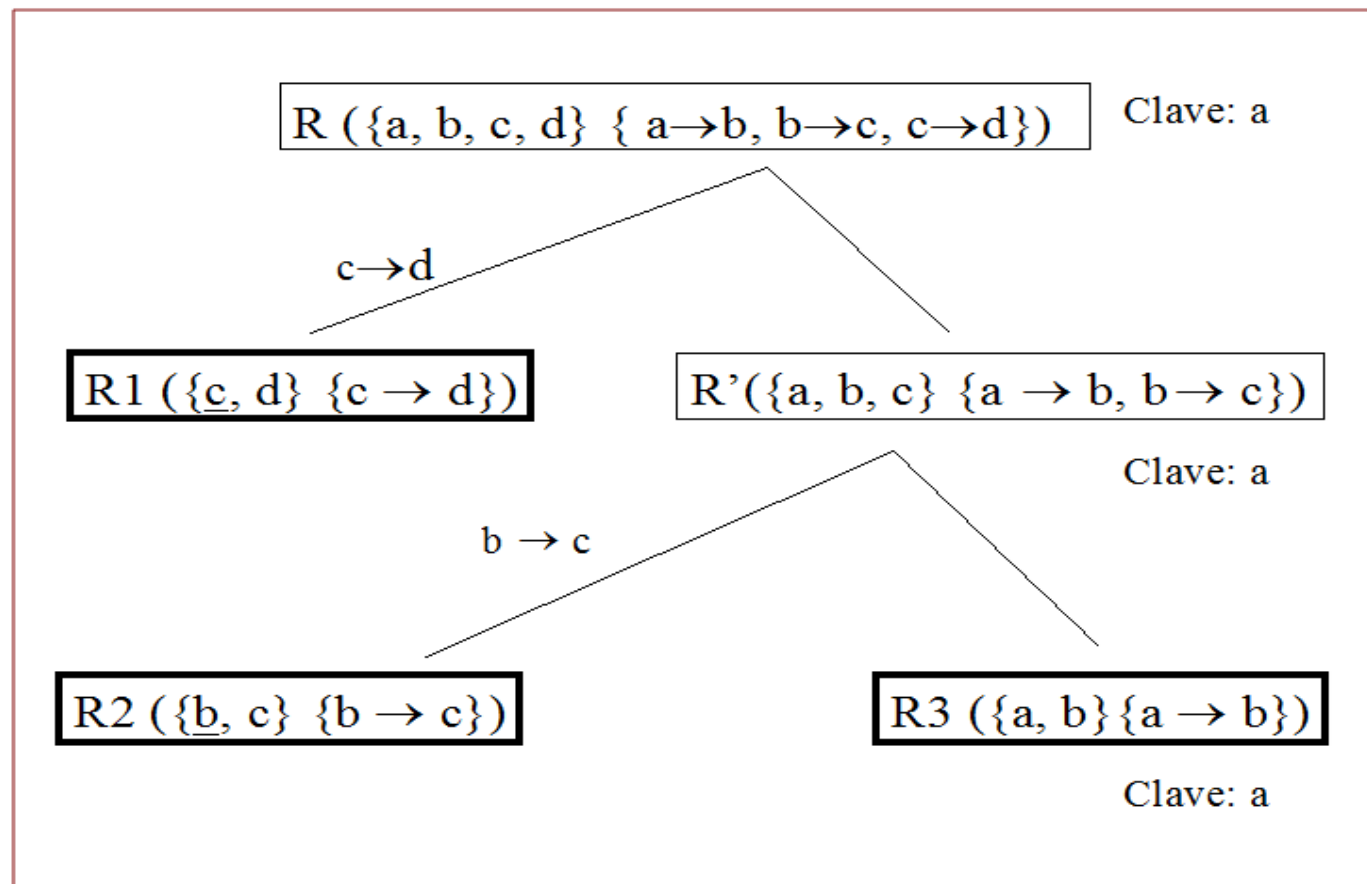 R ({a, b, c, d} { a→b, b→c, c→d})
Clave: a
c→d
R1 ({c, d} {c → d})
R’({a, b, c} {a → b, b→ c})
Clave: a
b → c
R2 ({b, c} {b → c})
R3 ({a, b}{a → b})
Clave: a